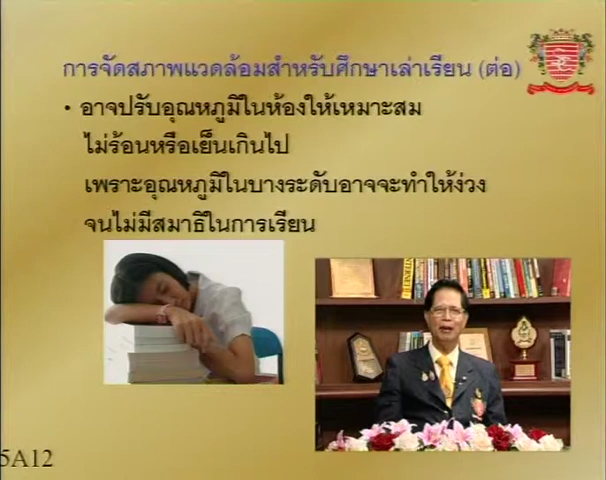 การจัดสภาพแวดล้อมสำหรับศึกษาเล่าเรียน (ต่อ)
• อาจปรับอุณหภูมิในห้องให้เหมาะสม
ไม่ร้อนหรือเย็นเกินไป
เพราะอุณหภูมิในบางระดับอาจจะทำให้ง่วง
จนไม่มีสมาธิในการเรียน
5A12